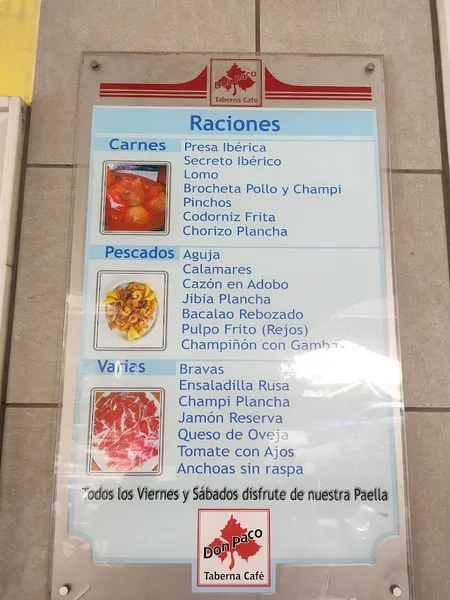 Don Paco
Taberna Café
Raciones
Carnes
Presa Ibérica
Secreto Ibérico
Lomo
Brocheta Pollo y Champi
Pinchos
Codorniz Frita
Chorizo Plancha
Pescados
Aguja
Calamares
Cazón en Adobo
Jibia Plancha
Bacalao Rebozado
Pulpo Frito (Rejos)
Champiñón con Gambas
Varias
Bravas
Ensaladilla Rusa
Champi Plancha
Jamón Reserva
Queso de Oveja
Tomate con Ajos
Anchoas sin raspa
Todos los Viernes y Sábados disfrute de nuestra Paella
Don Paco
Taberna Café